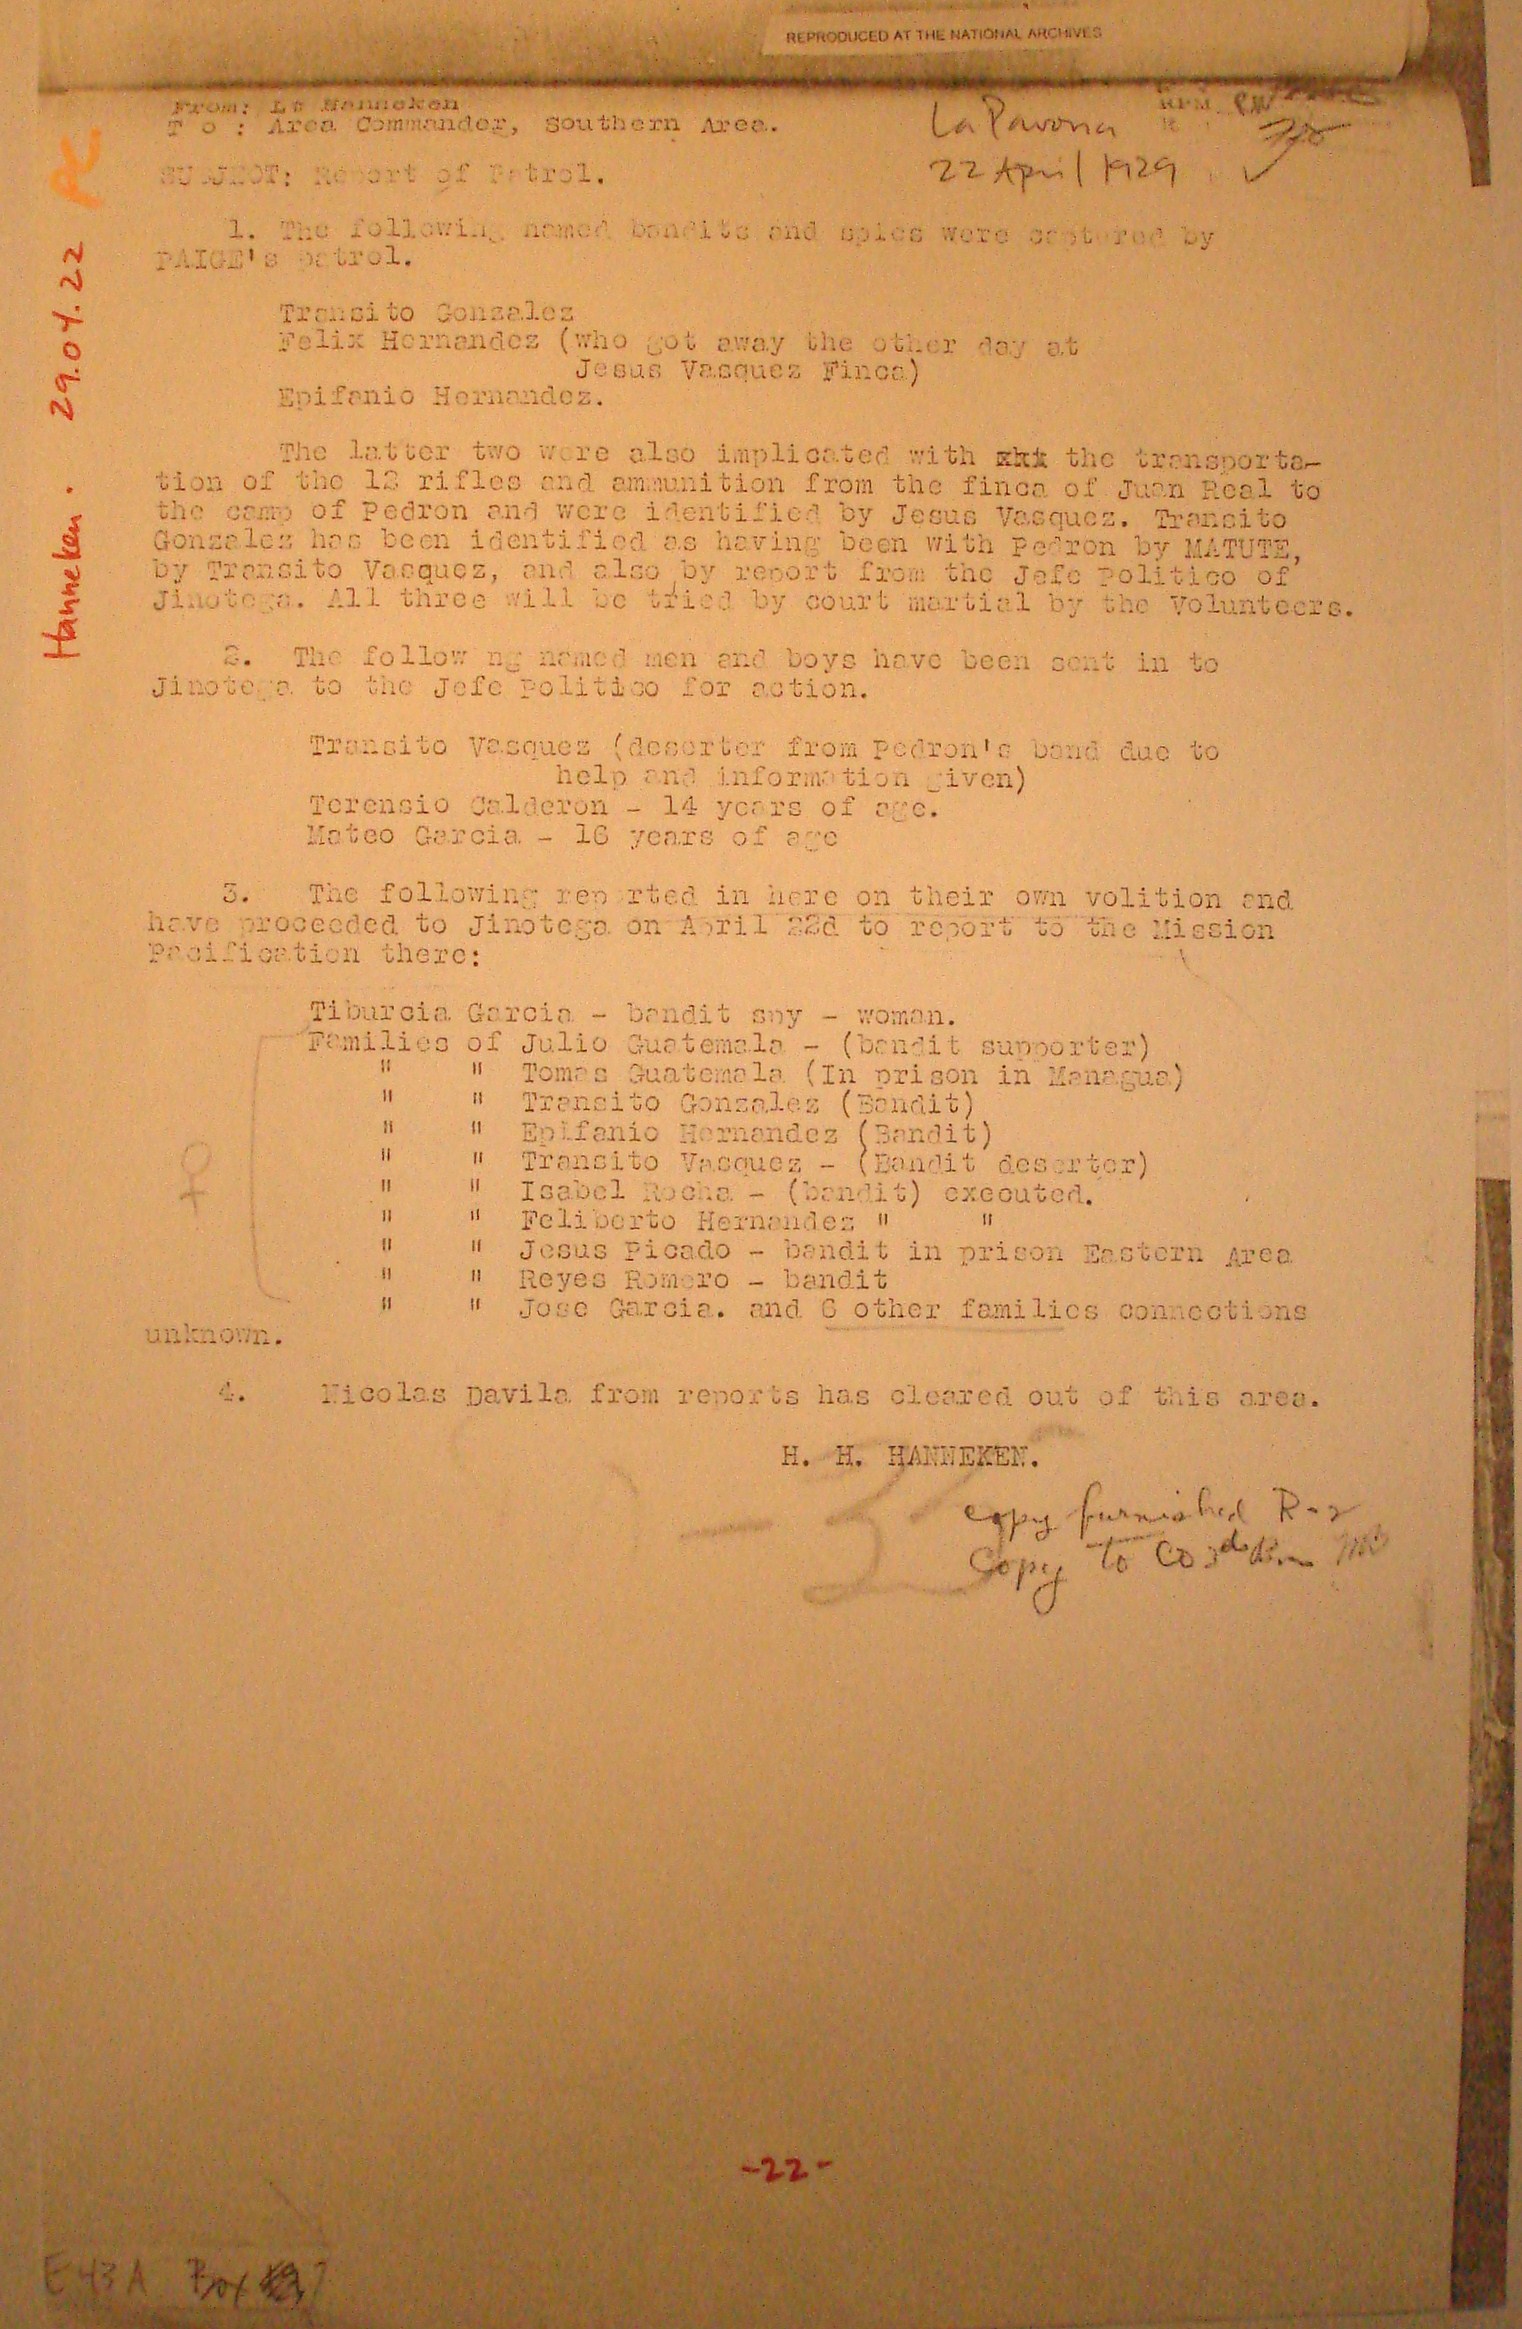 REPRODUCED AT THE NATIONAL ARCHIVES
From: Lt Hanneken
T o : Area Commander, Southern Area.
La Pavona
22 April 1929
SUBJECT: Report of Patrol.
1. The following named bandits and spies were captured by
PAIGE's patrol.
Transito Gonzalez
Felix Hernandez (who got away the other day at
Jesus Vasquez Finca)
Epifanio Hernandez.
The latter two were also implicated with xxx the transporta-
tion of the 12 rifles and ammunition from the finca of Juan Real to
the camp of Pedron and were identified by Jesus Vasquez. Transito
Gonzalez has been identified as having been with Pedron by MATUTE,
by Transito Vasquez, and also by report from the Jefe Politico of
Jinotega. All three will be tried by court martial by the Volunteers.
2. The follow ng named men and boys have been sent in to
Jinotega to the Jefe Politico for action.
Transito Vasquez (deserter from Pedron's band due to
help and information given)
Terensio Calderon - 14 years of age.
Mateo Garcia - 16 years of age
3. The following rep rted in here on their own volition and
have proceeded to Jinotega on April 22d to report to the Mission
Pacification there:
Tiburcia Garcia - bandit spy - woman.
Families of Julio Guatemala - (bandit supporter)
" " Tomas Guatemala (In prison in Managua)
" " Transito Gonzalez (Bandit)
" " Epifanio Hernandez (Bandit)
" " Transito Vasquez - (Bandit deserter)
" " Isabel Rocha - (bandit) executed.
" " Feliberto Hernandez " "
" " Jesus Picado - bandit in prison Eastern Area
" " Reyes Romero - bandit
" " Jose Garcia. and 6 other families connections
unknown.
4. Nicolas Davila from reports has cleared out of this area.
H. H. HANNEKEN.
copy furnished R-2
Copy to CO 3d Bn
-22-
E43A Box 7
Hanneken. 29.04.22 PC
♀